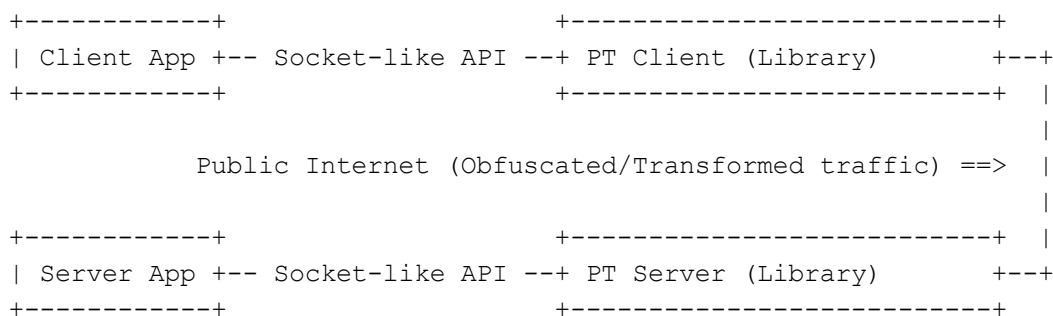 +------------+                    +---------------------------+
| Client App +-- Socket-like API --+ PT Client (Library)       +--+
+------------+                    +---------------------------+  |
                                                                 |
           Public Internet (Obfuscated/Transformed traffic) ==>  |
                                                                 |
+------------+                    +---------------------------+  |
| Server App +-- Socket-like API --+ PT Server (Library)       +--+
+------------+                    +---------------------------+